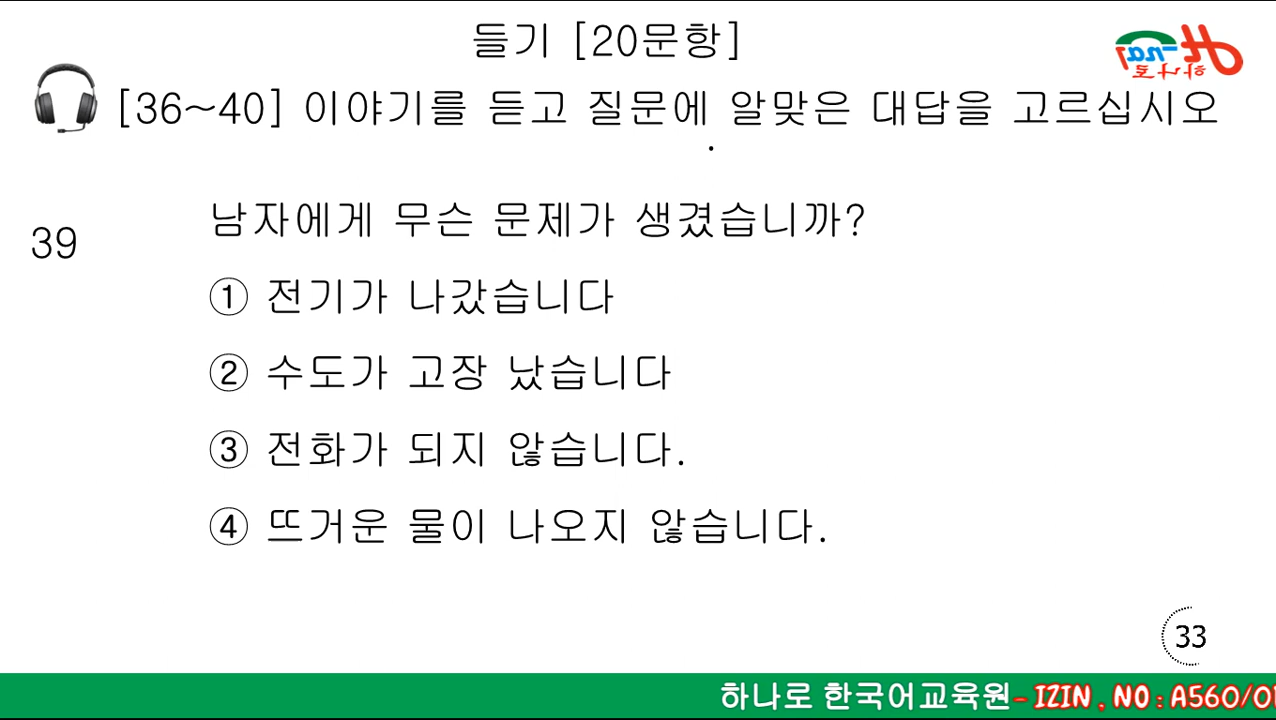 들기 [20문항]
[36~40] 이야기를 듣고 질문에 알맞은 대답을 고르십시오
.
39
남자에게 무슨 문제가 생겼습니까?
① 전기가 나갔습니다
② 수도가 고장 났습니다
③ 전화가 되지 않습니다.
④ 뜨거운 물이 나오지 않습니다.
33
하나로 한국어교육원- IZIN , NO : A560/01